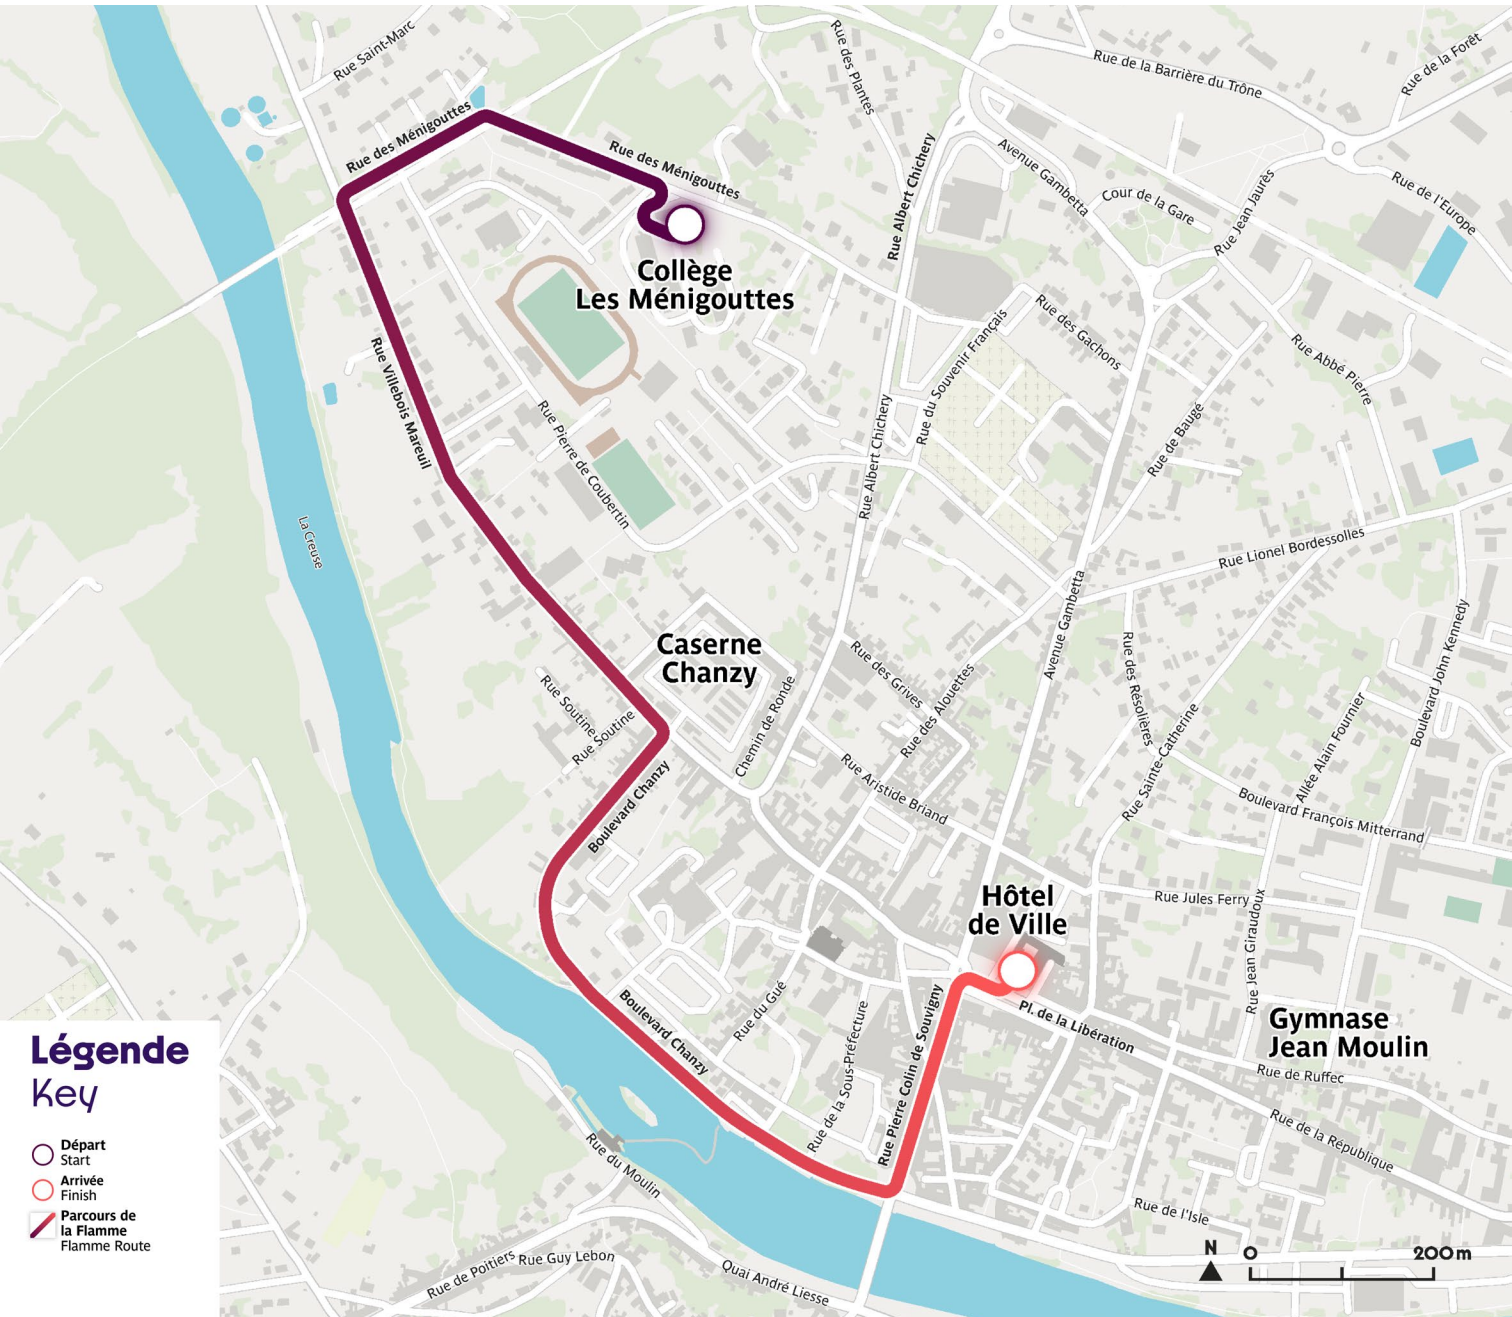 Rue Saint-Marc
Rue des Plantes
Rue de la Barrière du Trône
Rue de la Forêt
Rue des Ménigouttes
Rue des Ménigouttes
Rue Albert Chichery
Avenue Gambetta
Cour de la Gare
Rue Jean Jaurès
Rue de l'Europe
Collège
Les Ménigouttes
Rue Villebois Mareuil
Rue Pierre de Coubertin
Rue Albert Chichery
Rue du Souvenir Français
Rue des Gachons
Rue Abbé Pierre
Rue de Bauge
La Creuse
Rue Lionel Bordessolles
Caserne
Chanzy
Rue Soutine
Rue Soutine
Chemin de Ronde
Rue des Grives
Rue des Alouettes
Avenue Gambetta
Rue des Résolières
Rue Sainte-Catherine
Allée Alain Fournier
Boulevard John Kennedy
Boulevard Chanzy
Rue Aristide Briand
Boulevard François Mitterrand
Hôtel
de Ville
Rue Jules Ferry
Rue Jean Giraudoux
Boulevard Chanzy
Rue du Gué
Rue de la Sous-Préfecture
Rue Pierre Colin de Souvigny
Pl. de la Libération
Gymnase
Jean Moulin
Rue de Ruffec
Rue de la République
Rue de l'Isle
Rue du Moulin
Rue de Poitiers
Rue Guy Lebon
Quai André Liesse
Légende
Key
Départ
Start
Arrivée
Finish
Parcours de
la Flamme
Flamme Route
N
0 200 m